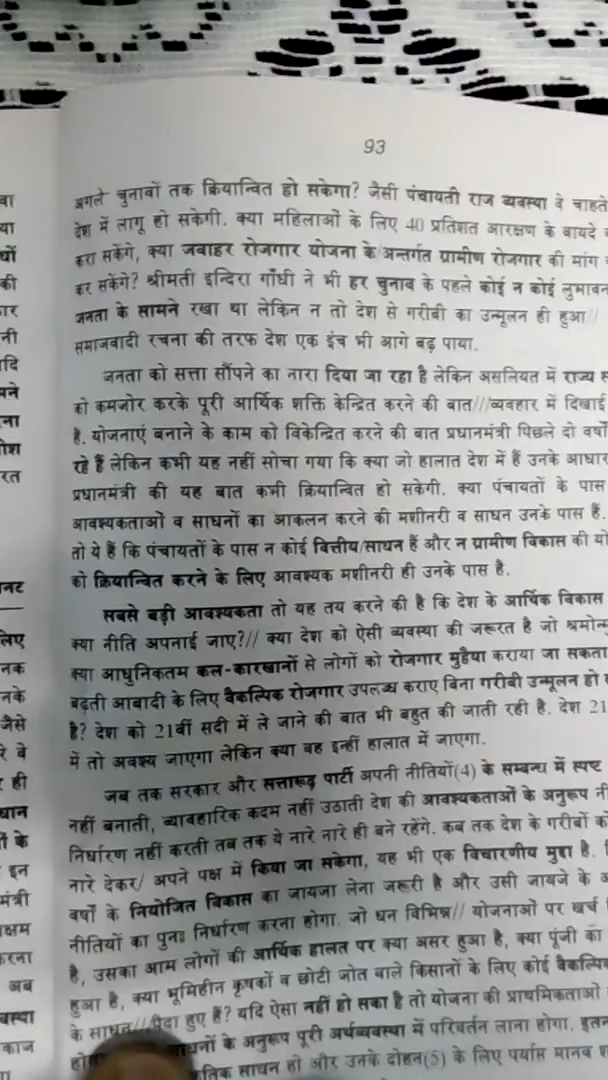 93
अगले चुनावों तक क्रियान्वित हो सकेगा? जैसी पंचायती राज व्यवस्था वे चाहते
देश में लागू हो सकेगी. क्या महिलाओं के लिए 40 प्रतिशत आरक्षण के वायदे
करा सकेंगे, क्या जवाहर रोजगार योजना के/अन्तर्गत ग्रामीण रोजगार की मांग
कर सकेंगे? श्रीमती इन्दिरा गाँधी ने भी हर चुनाव के पहले कोई न कोई लुभावन
जनता के सामने रखा था लेकिन न तो देश से गरीबी का उन्मूलन ही हुआ//
समाजवादी रचना की तरफ देश एक इंच भी आगे बढ़ पाया.
जनता को सत्ता सौंपने का नारा दिया जा रहा है लेकिन असलियत में राज्य
को कमजोर करके पूरी आर्थिक शक्ति केन्द्रित करने की बात///व्यवहार में दिखाई
है. योजनाएं बनाने के काम को विकेन्द्रित करने की बात प्रधानमंत्री पिछले दो वर्षों
रहे हैं लेकिन कभी यह नहीं सोचा गया कि क्या जो हालात देश में हैं उनके आधार
प्रधानमंत्री की यह बात कभी क्रियान्वित हो सकेगी. क्या पंचायतों के पास
आवश्यकताओं व साधनों का आकलन करने की मशीनरी व साधन उनके पास हैं.
तो ये हैं कि पंचायतों के पास न कोई वित्तीय/साधन हैं और न ग्रामीण विकास की यो
को क्रियान्वित करने के लिए आवश्यक मशीनरी ही उनके पास है.
सबसे बड़ी आवश्यकता तो यह तय करने की है कि देश के आर्थिक विकास
क्या नीति अपनाई जाए?// क्या देश को ऐसी व्यवस्था की जरूरत है जो श्रमोन्मु
क्या आधुनिकतम कल-कारखानों से लोगों को रोजगार मुहैया कराया जा सकता
बढ़ती आबादी के लिए वैकल्पिक रोजगार उपलब्ध कराए बिना गरीबी उन्मूलन हो
है? देश को 21वीं सदी में ले जाने की बात भी बहुत की जाती रही है. देश 21
में तो अवश्य जाएगा लेकिन क्या वह इन्हीं हालात में जाएगा.
जब तक सरकार और सत्तारूढ़ पार्टी अपनी नीतियों(4) के सम्बन्ध में स्पष्ट
नहीं बनाती, व्यावहारिक कदम नहीं उठाती देश की आवश्यकताओं के अनुरूप नी
निर्धारण नहीं करती तब तक ये नारे नारे ही बने रहेंगे. कब तक देश के गरीबों को
नारे देकर/ अपने पक्ष में किया जा सकेगा, यह भी एक विचारणीय मुद्दा है.
वर्षों के नियोजित विकास का जायजा लेना जरूरी है और उसी जायजे के
नीतियों का पुनः निर्धारण करना होगा. जो धन विभिन्न// योजनाओं पर खर्च
है, उसका आम लोगों की आर्थिक हालत पर क्या असर हुआ है, क्या पूंजी का
हुआ है, क्या भूमिहीन कृषकों व छोटी जोत वाले किसानों के लिए कोई वैकल्पिक
के साधन//पैदा हुए हैं? यदि ऐसा नहीं हो सका है तो योजना की प्राथमिकताओं
धनों के अनुरूप पूरी अर्थव्यवस्था में परिवर्तन लाना होगा. इतन
तिक साधन हो और उनके दोहन(5) के लिए पर्याप्त मानव